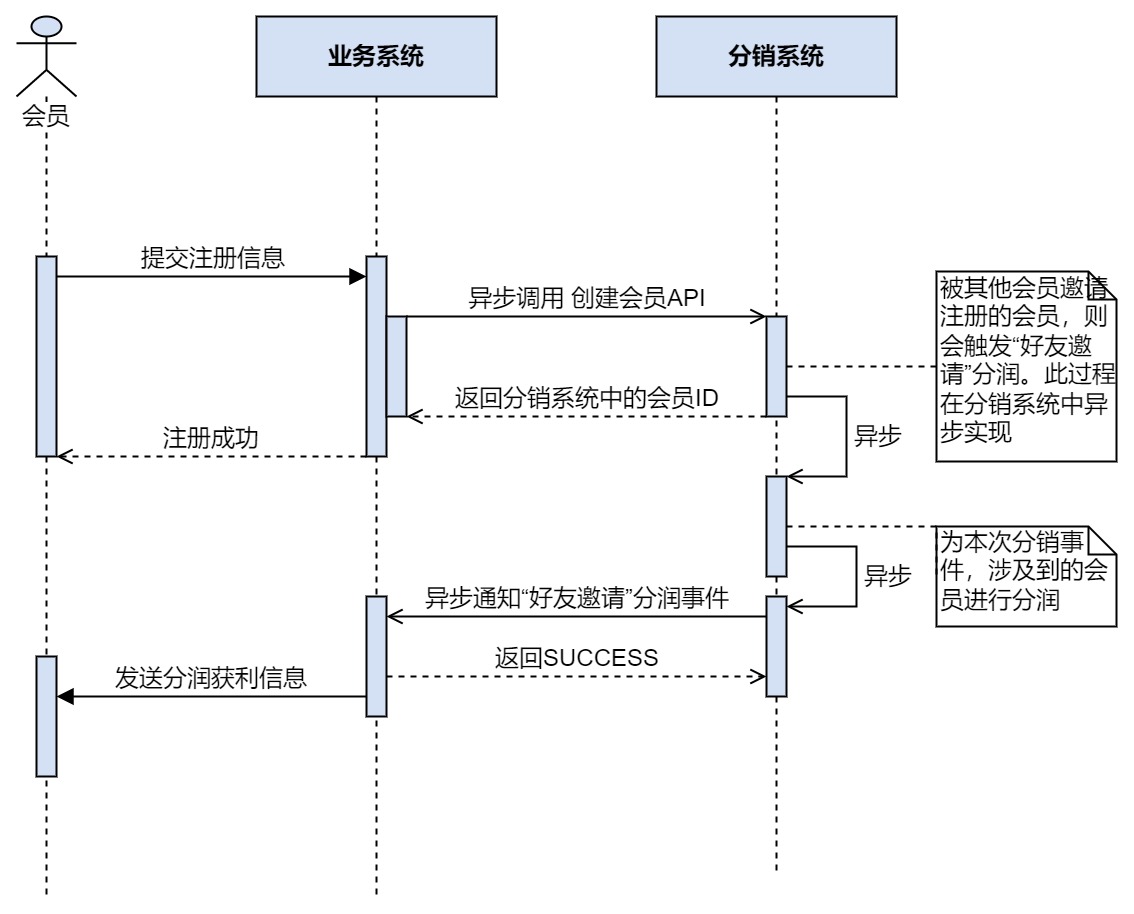 会员
业务系统
分销系统
提交注册信息
异步调用 创建会员API
被其他会员邀请
注册的会员，则
会触发“好友邀
请”分润。此过程
在分销系统中异
步实现
返回分销系统中的会员ID
注册成功
异步
为本次分销事
件，涉及到的会
员进行分润
异步
异步通知“好友邀请”分润事件
返回SUCCESS
发送分润获利信息